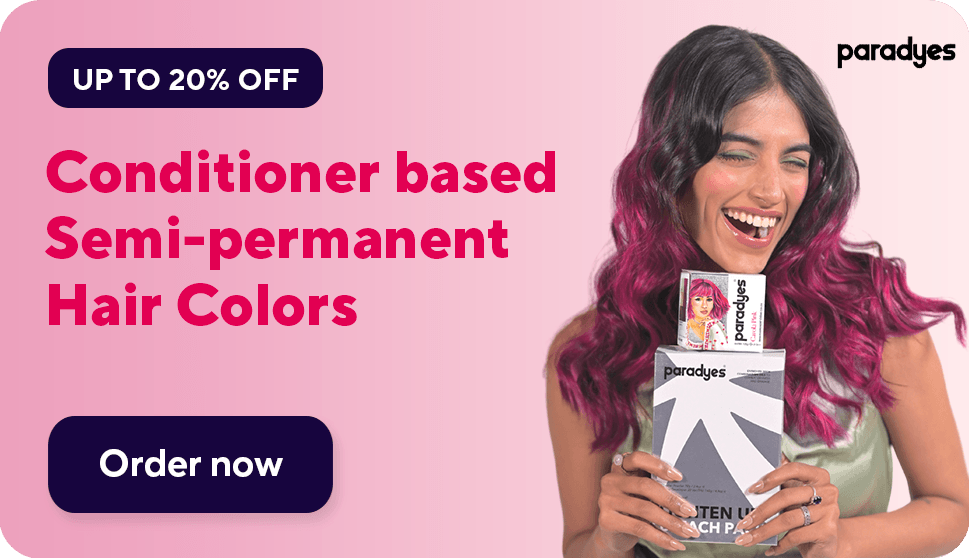 UP TO 20% OFF
paradyes
Conditioner based
Semi-permanent
Hair Colors
Order now
paradyes
paradyes